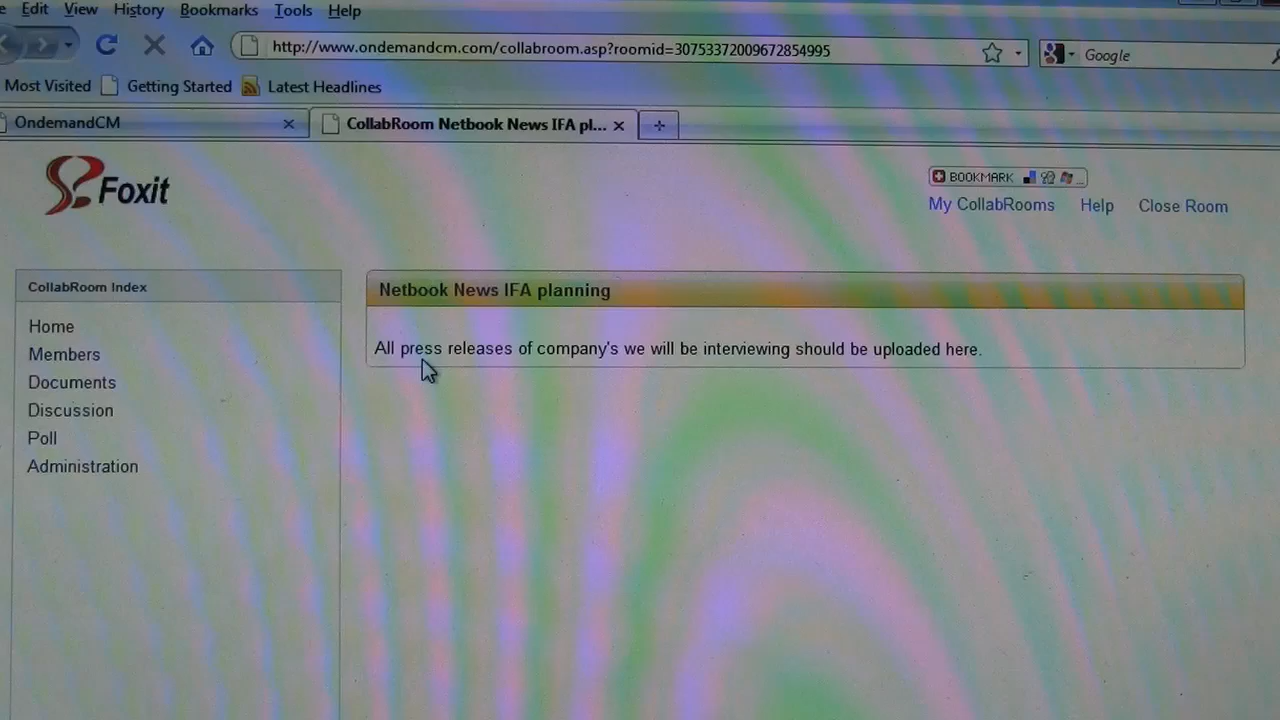 Edit View History Bookmarks Tools Help
http://www.ondemandcm.com/collabroom.asp?roomid=30753372009672854995
Google
Most Visited Getting Started Latest Headlines
OndemandCM
CollabRoom Netbook News IFA pl...
Foxit
BOOKMARK
My CollabRooms Help Close Room
CollabRoom Index
Home
Members
Documents
Discussion
Poll
Administration
Netbook News IFA planning
All press releases of company's we will be interviewing should be uploaded here.